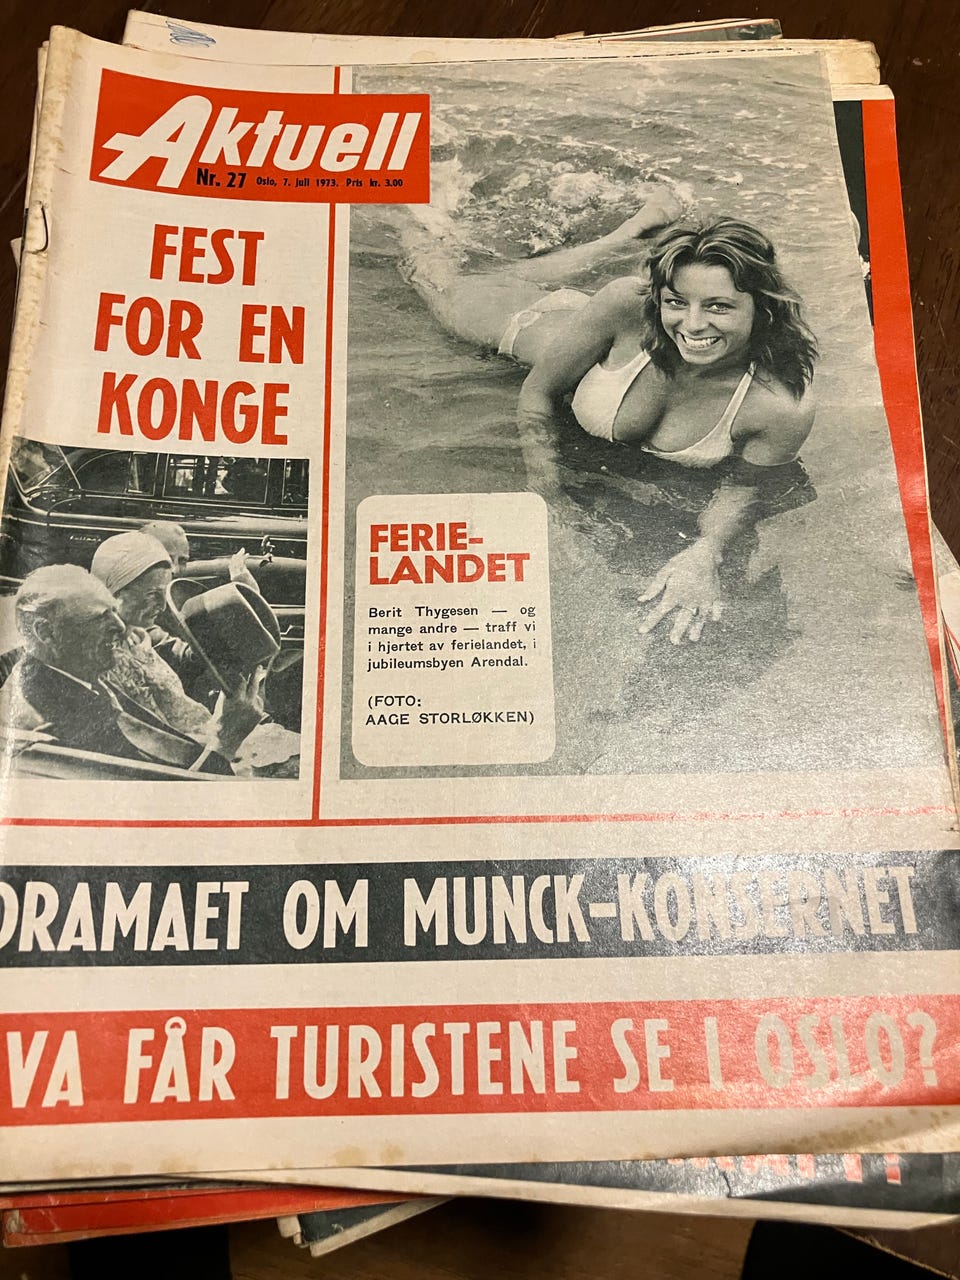 Aktuell
Nr. 27 Oslo, 7. juli 1973. Pris kr. 3.00
FEST
FOR EN
KONGE
FERIE-
LANDET
Berit Thygesen — og
mange andre — traff vi
i hjertet av ferielandet, i
jubileumsbyen Arendal.
(FOTO:
AAGE STORLØKKEN)
DRAMAET OM MUNCK-KONSERNET
VA FÅR TURISTENE SE I OSLO?